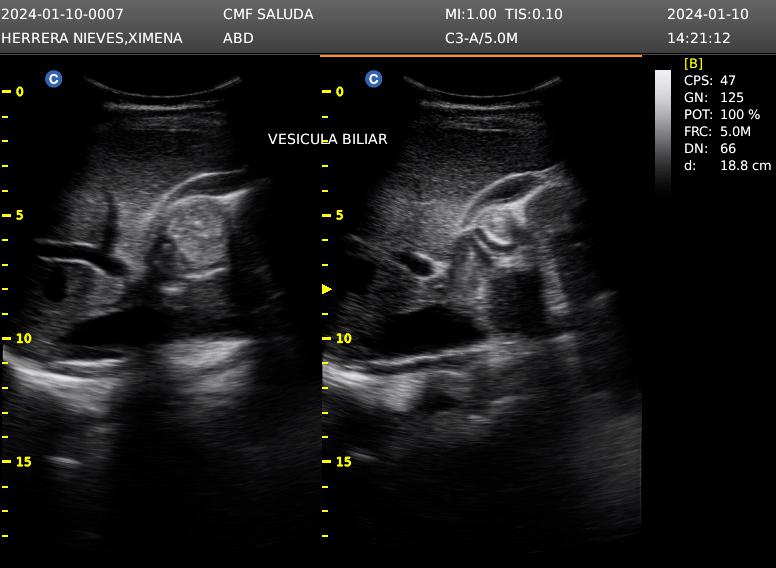 2024-01-10-0007 CMF SALUDA MI:1.00 TIS:0.10 2024-01-10
HERRERA NIEVES,XIMENA ABD C3-A/5.0M 14:21:12
C C
[B]
CPS: 47
GN: 125
POT: 100 %
FRC: 5.0M
DN: 66
d: 18.8 cm
VESICULA BILIAR
0 0
5 5
10 10
15 15